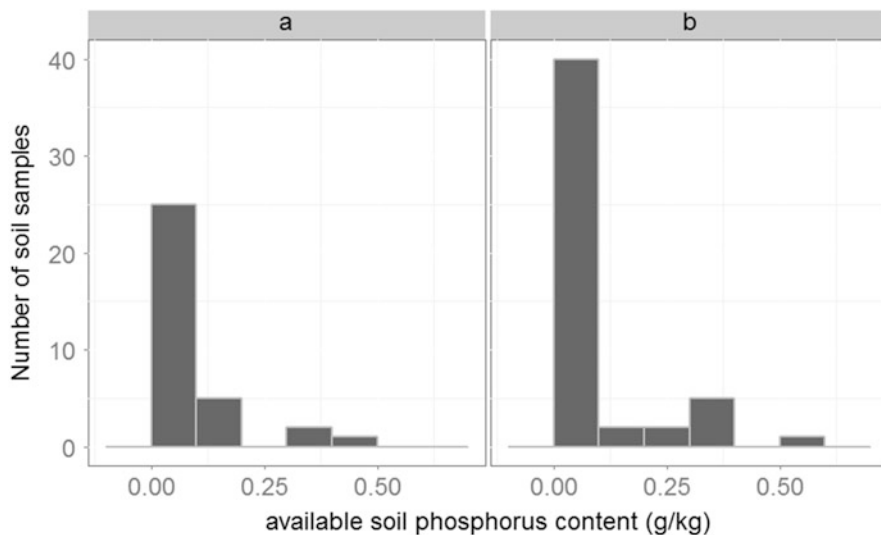 a b
Number of soil samples
40
30
20
10
0
0.00 0.25 0.50 0.00 0.25 0.50
available soil phosphorus content (g/kg)